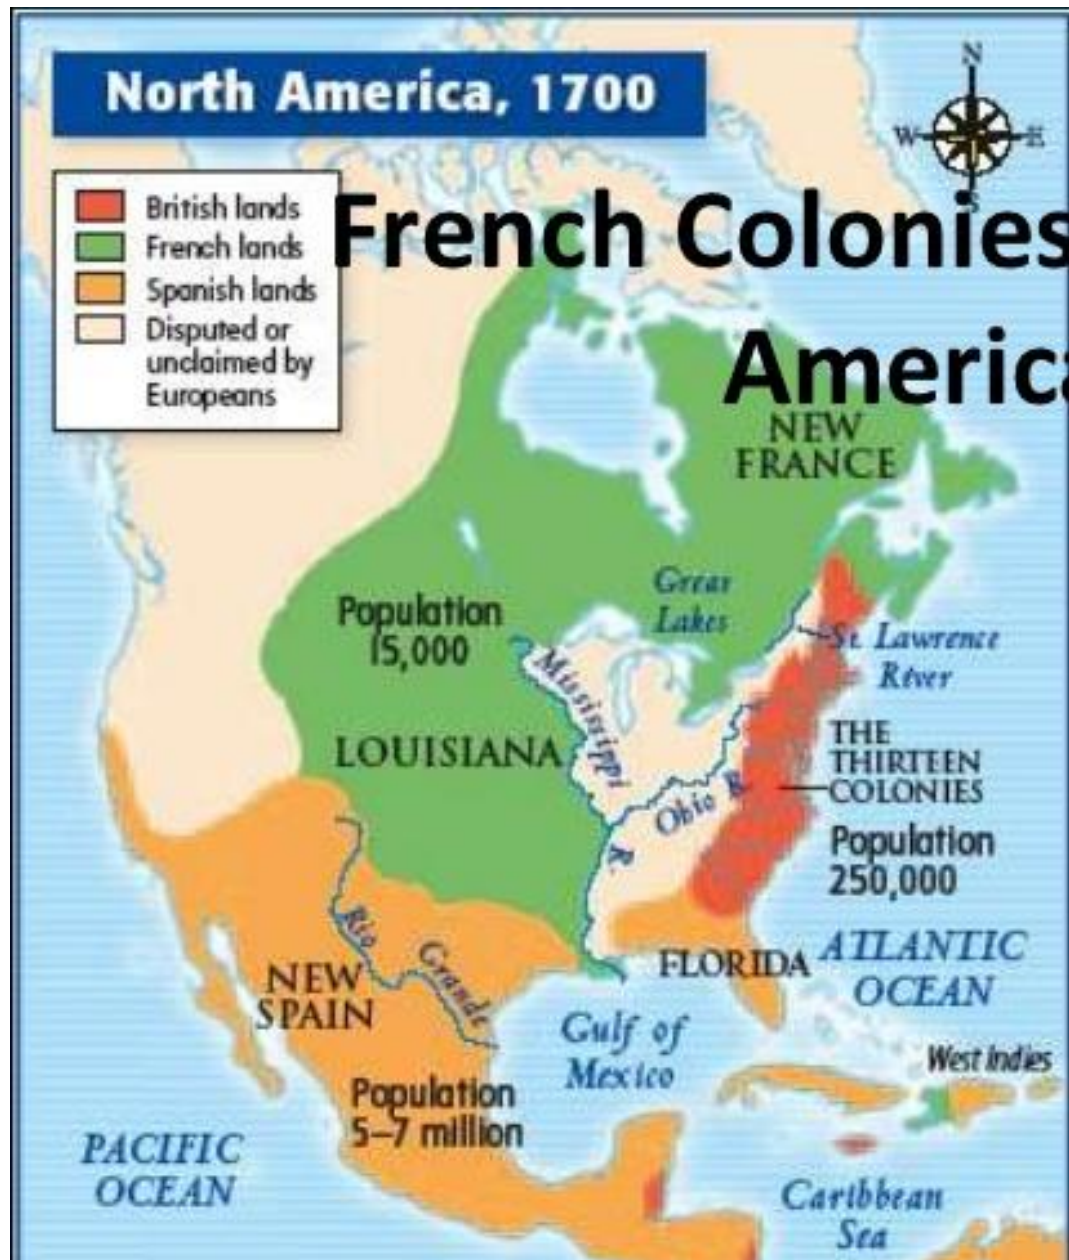 North America, 1700
N
W
E
S
British lands
French lands
Spanish lands
Disputed or
unclaimed by
Europeans
French Colonies
America
NEW
FRANCE
Great
Lakes
Population
15,000
St. Lawrence
River
Mississippi
R.
LOUISIANA
THE
THIRTEEN
COLONIES
Ohio R.
Population
250,000
Rio Grande
FLORIDA
ATLANTIC
OCEAN
NEW
SPAIN
Gulf of
Mexico
West Indies
Population
5–7 million
PACIFIC
OCEAN
Caribbean
Sea